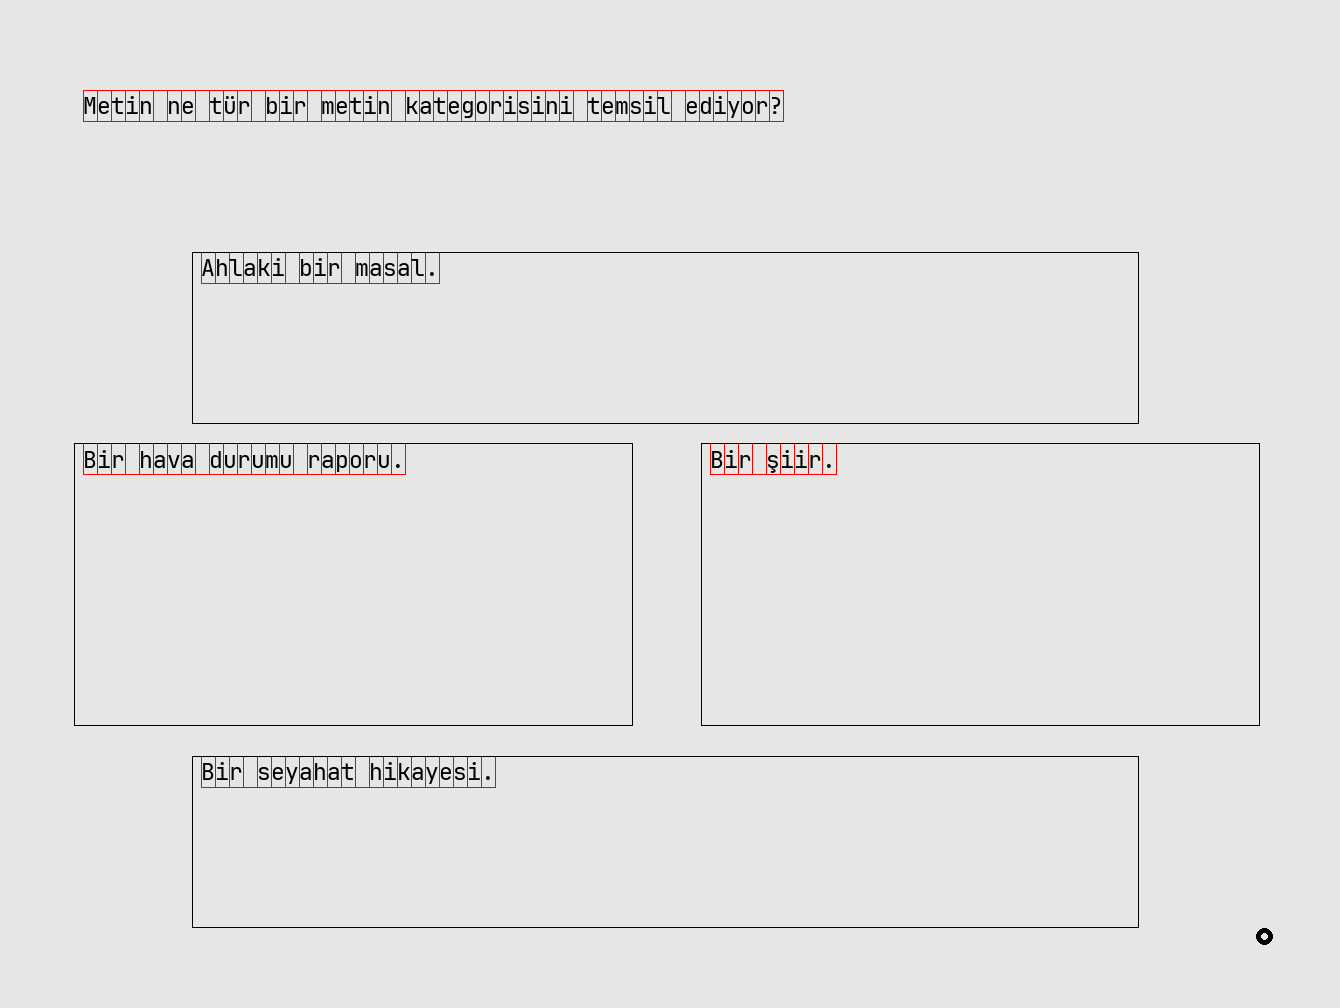 Metin ne tür bir metin kategorisini temsil ediyor?
Ahlaki bir masal.
Bir hava durumu raporu.
Bir şiir.
Bir seyahat hikayesi.